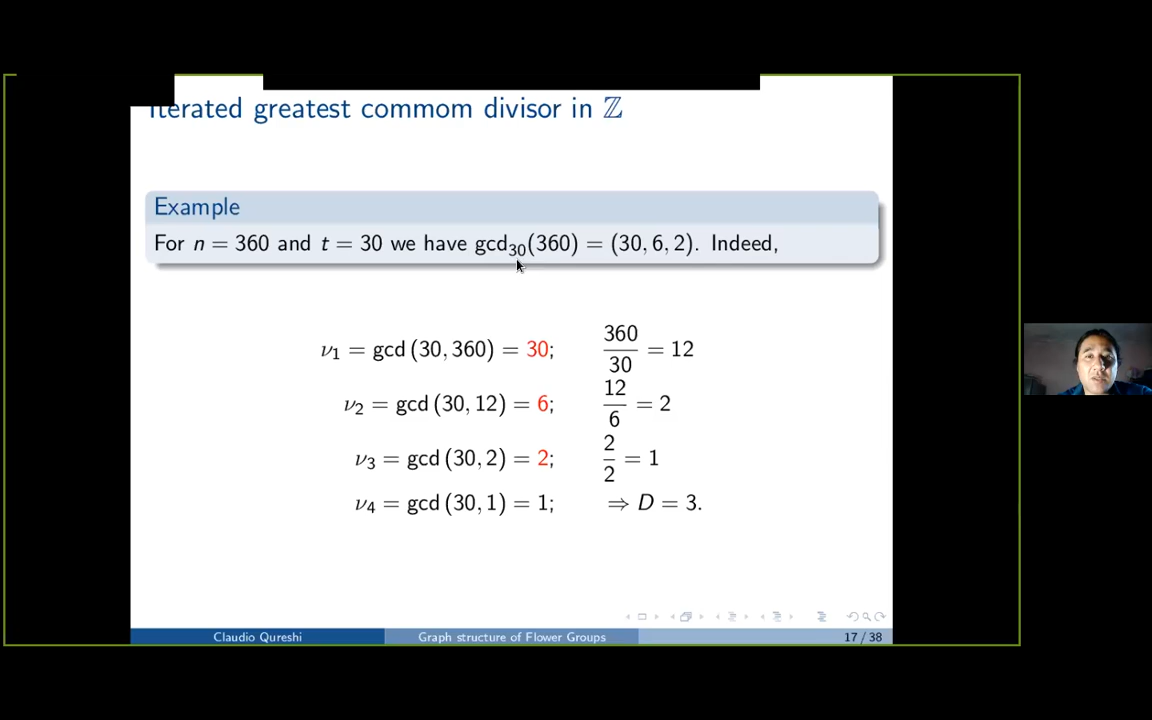 Iterated greatest commom divisor in ℤ
Example
For n = 360 and t = 30 we have gcd₃₀(360) = (30, 6, 2). Indeed,
ν₁ = gcd (30, 360) = 30; 360/30 = 12
ν₂ = gcd (30, 12) = 6; 12/6 = 2
ν₃ = gcd (30, 2) = 2; 2/2 = 1
ν₄ = gcd (30, 1) = 1; ⇒ D = 3.
Claudio Qureshi Graph structure of Flower Groups 17 / 38